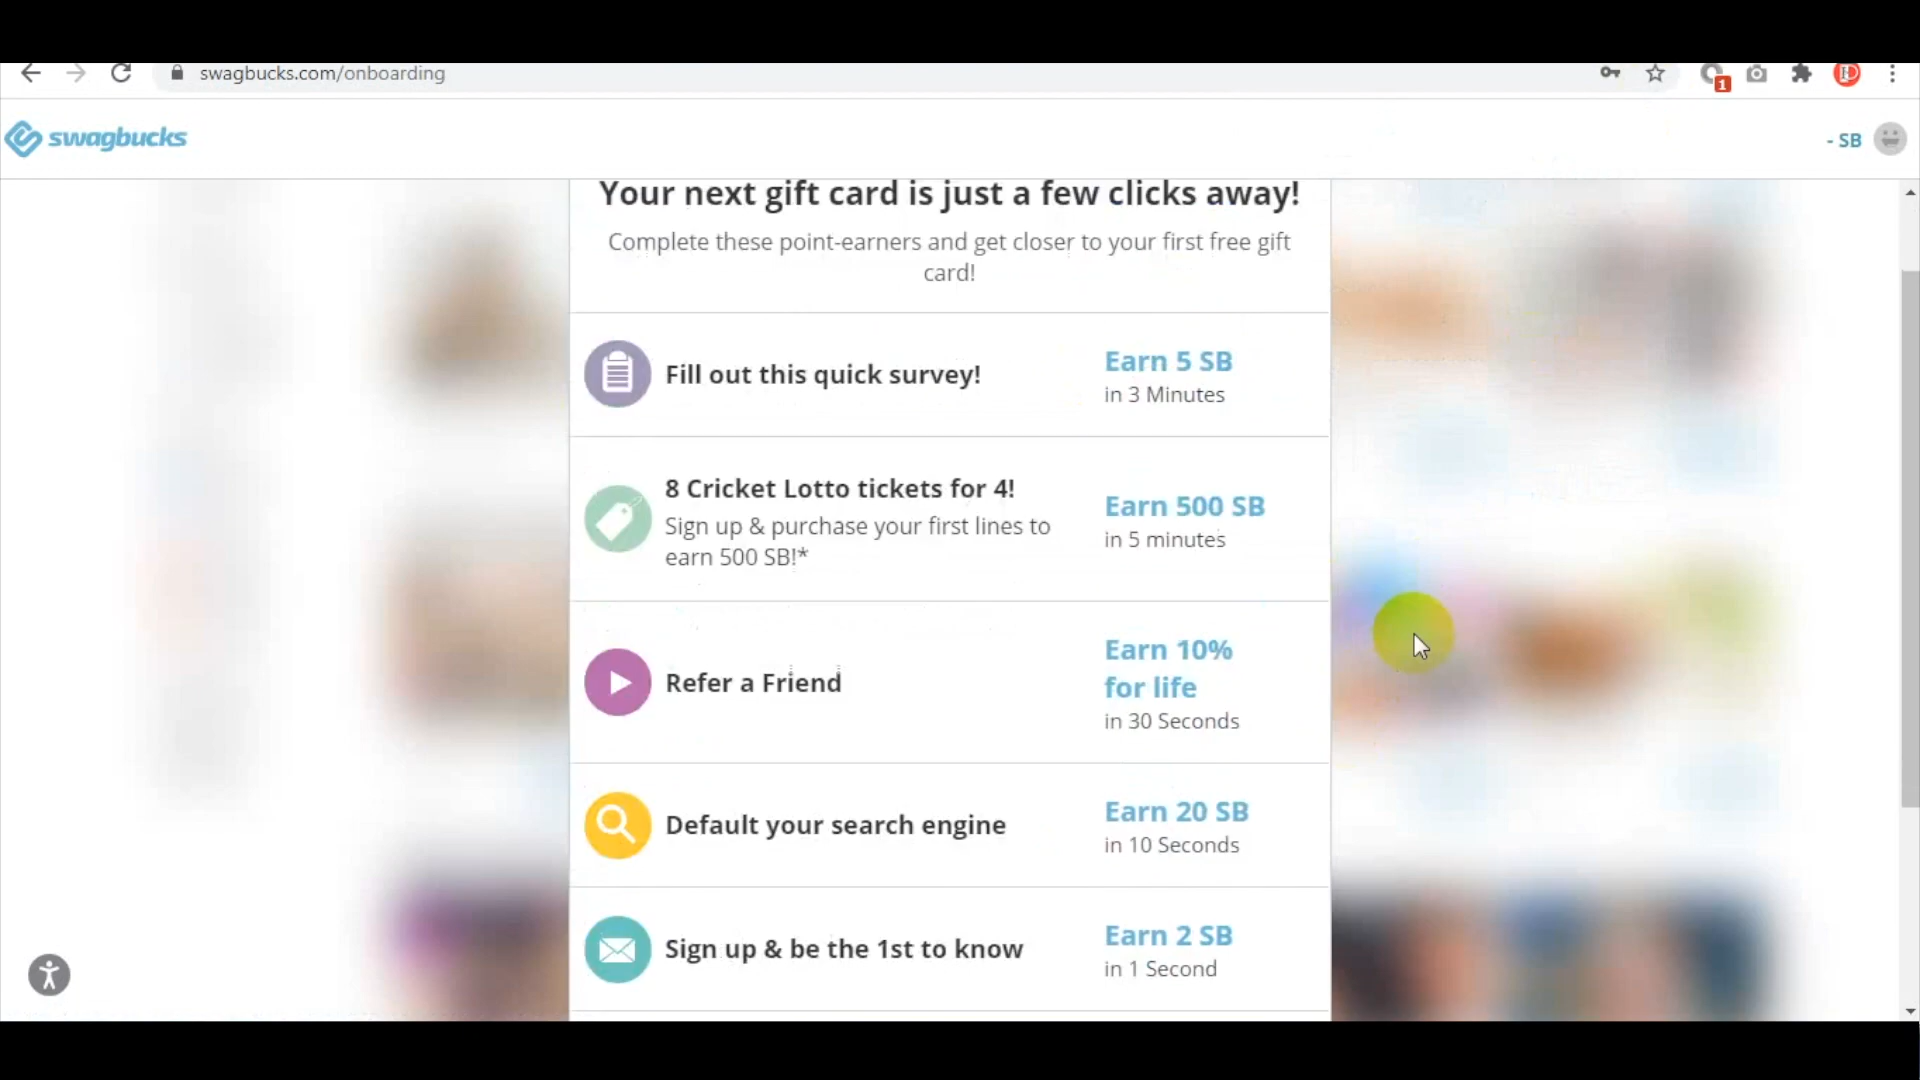 swagbucks.com/onboarding
1
swagbucks
- SB
Your next gift card is just a few clicks away!
Complete these point-earners and get closer to your first free gift
card!
Fill out this quick survey!
Earn 5 SB
in 3 Minutes
8 Cricket Lotto tickets for 4!
Sign up & purchase your first lines to
earn 500 SB!*
Earn 500 SB
in 5 minutes
Refer a Friend
Earn 10%
for life
in 30 Seconds
Default your search engine
Earn 20 SB
in 10 Seconds
Sign up & be the 1st to know
Earn 2 SB
in 1 Second